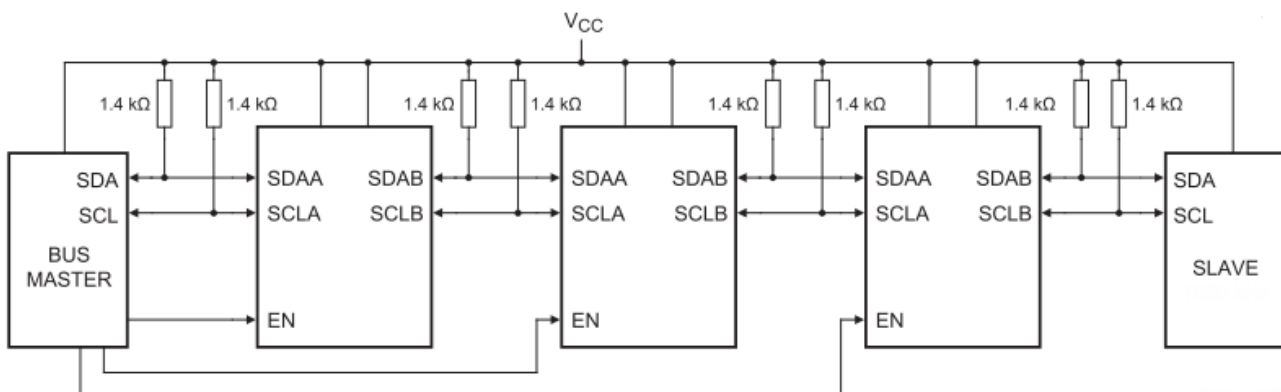 VCC
1.4 kΩ 1.4 kΩ 1.4 kΩ 1.4 kΩ 1.4 kΩ 1.4 kΩ 1.4 kΩ 1.4 kΩ
SDA SDAA SDAB SDAA SDAB SDAA SDAB SDA
SCL SCLA SCLB SCLA SCLB SCLA SCLB SCL
BUS
MASTER
SLAVE
EN EN EN